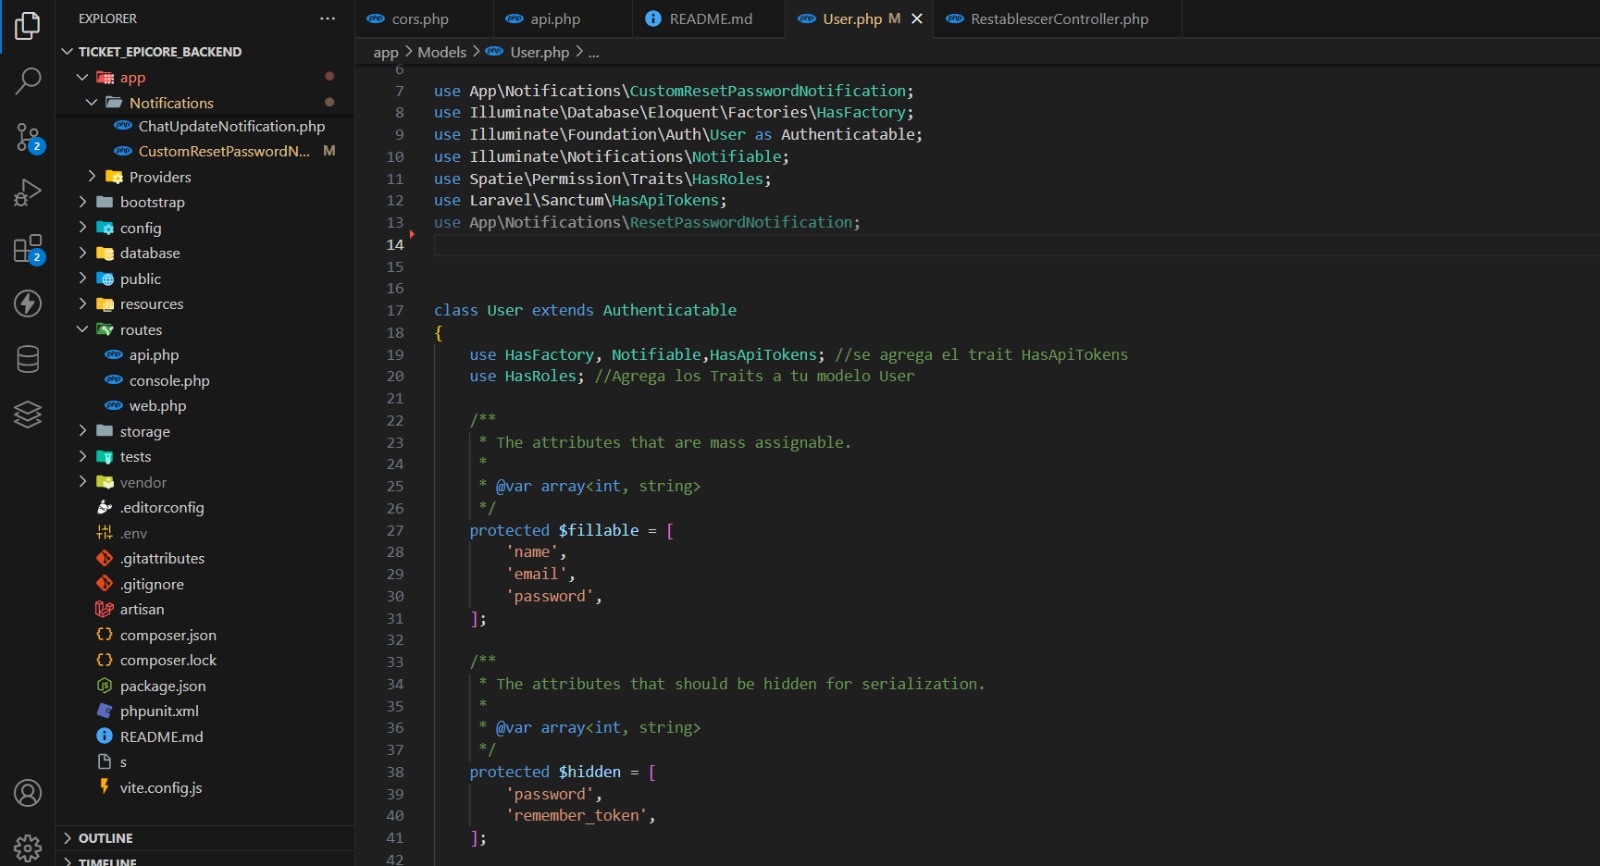 EXPLORER
TICKET_EPICORE_BACKEND
app
Notifications
ChatUpdateNotification.php
CustomResetPasswordN... M
Providers
bootstrap
config
database
public
resources
routes
api.php
console.php
web.php
storage
tests
vendor
.editorconfig
.env
.gitattributes
.gitignore
artisan
composer.json
composer.lock
package.json
phpunit.xml
README.md
s
vite.config.js
OUTLINE
TIMELINE
2
2
cors.php
api.php
README.md
User.php M
RestablescerController.php
app > Models > User.php > ...
6
7 use App\Notifications\CustomResetPasswordNotification;
8 use Illuminate\Database\Eloquent\Factories\HasFactory;
9 use Illuminate\Foundation\Auth\User as Authenticatable;
10 use Illuminate\Notifications\Notifiable;
11 use Spatie\Permission\Traits\HasRoles;
12 use Laravel\Sanctum\HasApiTokens;
13 use App\Notifications\ResetPasswordNotification;
14
15
16
17 class User extends Authenticatable
18 {
19 use HasFactory, Notifiable,HasApiTokens; //se agrega el trait HasApiTokens
20 use HasRoles; //Agrega los Traits a tu modelo User
21
22 /**
23 * The attributes that are mass assignable.
24 *
25 * @var array<int, string>
26 */
27 protected $fillable = [
28 'name',
29 'email',
30 'password',
31 ];
32
33 /**
34 * The attributes that should be hidden for serialization.
35 *
36 * @var array<int, string>
37 */
38 protected $hidden = [
39 'password',
40 'remember_token',
41 ];
42